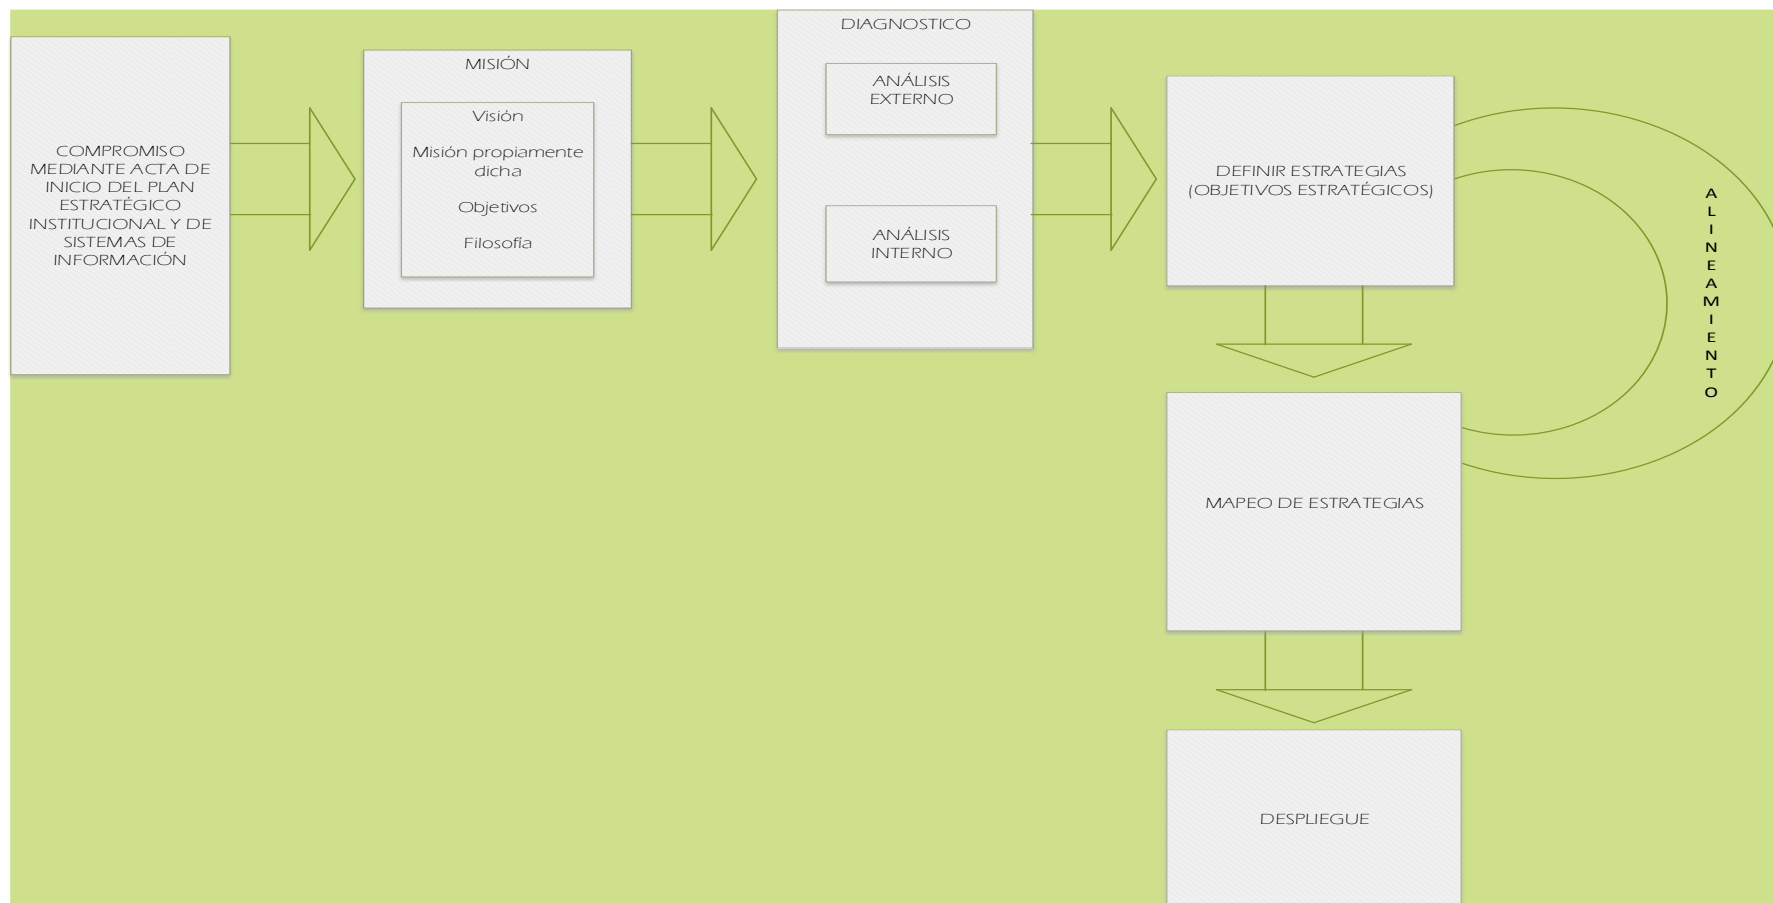 COMPROMISO
MEDIANTE ACTA DE
INICIO DEL PLAN
ESTRATÉGICO
INSTITUCIONAL Y DE
SISTEMAS DE
INFORMACIÓN
MISIÓN
Visión
Misión propiamente
dicha
Objetivos
Filosofía
DIAGNOSTICO
ANÁLISIS
EXTERNO
ANÁLISIS
INTERNO
DEFINIR ESTRATEGIAS
(OBJETIVOS ESTRATÉGICOS)
ALINEAMIENTO
MAPEO DE ESTRATEGIAS
DESPLIEGUE